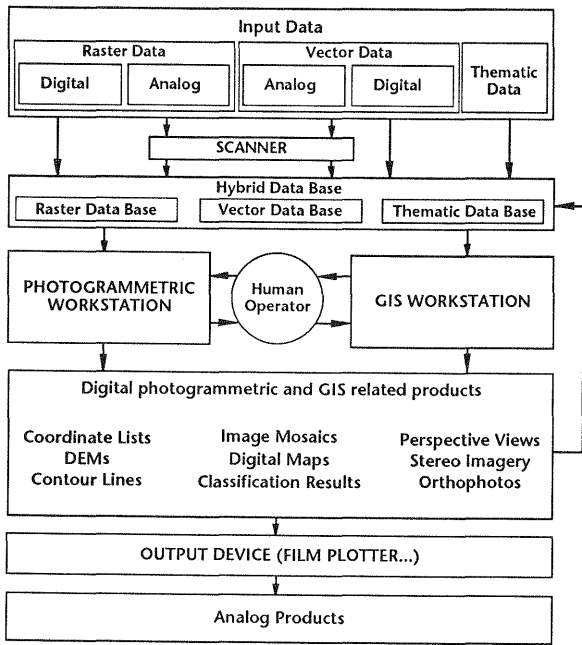 Input Data
Raster Data
Vector Data
Thematic
Data
Digital
Analog
Analog
Digital
SCANNER
Hybrid Data Base
Raster Data Base
Vector Data Base
Thematic Data Base
PHOTOGRAMMETRIC
WORKSTATION
Human
Operator
GIS WORKSTATION
Digital photogrammetric and GIS related products
Coordinate Lists
DEMs
Contour Lines
Image Mosaics
Digital Maps
Classification Results
Perspective Views
Stereo Imagery
Orthophotos
OUTPUT DEVICE (FILM PLOTTER...)
Analog Products